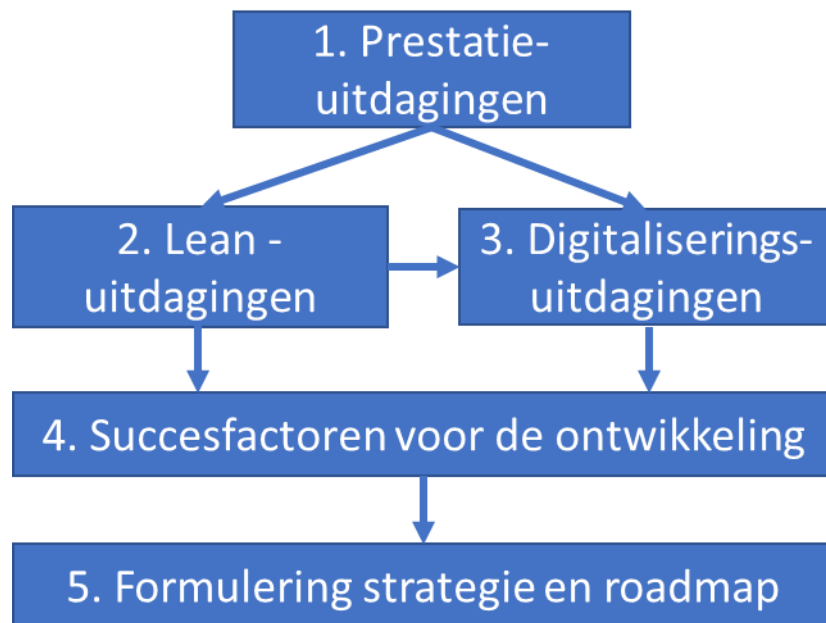 1. Prestatie-
uitdagingen
2. Lean -
uitdagingen
3. Digitaliserings-
uitdagingen
4. Succesfactoren voor de ontwikkeling
5. Formulering strategie en roadmap